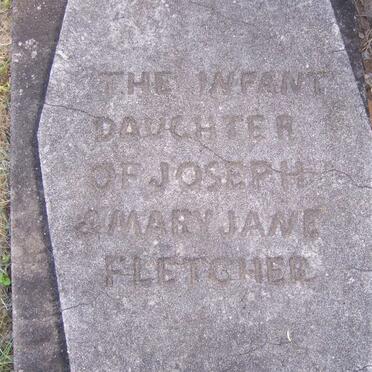 THE INFANT
DAUGHTER
OF JOSEPH
& MARY JANE
FLETCHER